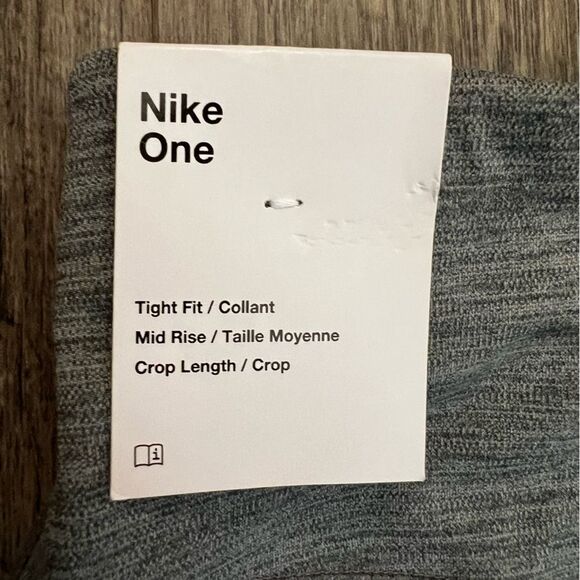 Nike
One
Tight Fit / Collant
Mid Rise / Taille Moyenne
Crop Length / Crop
i